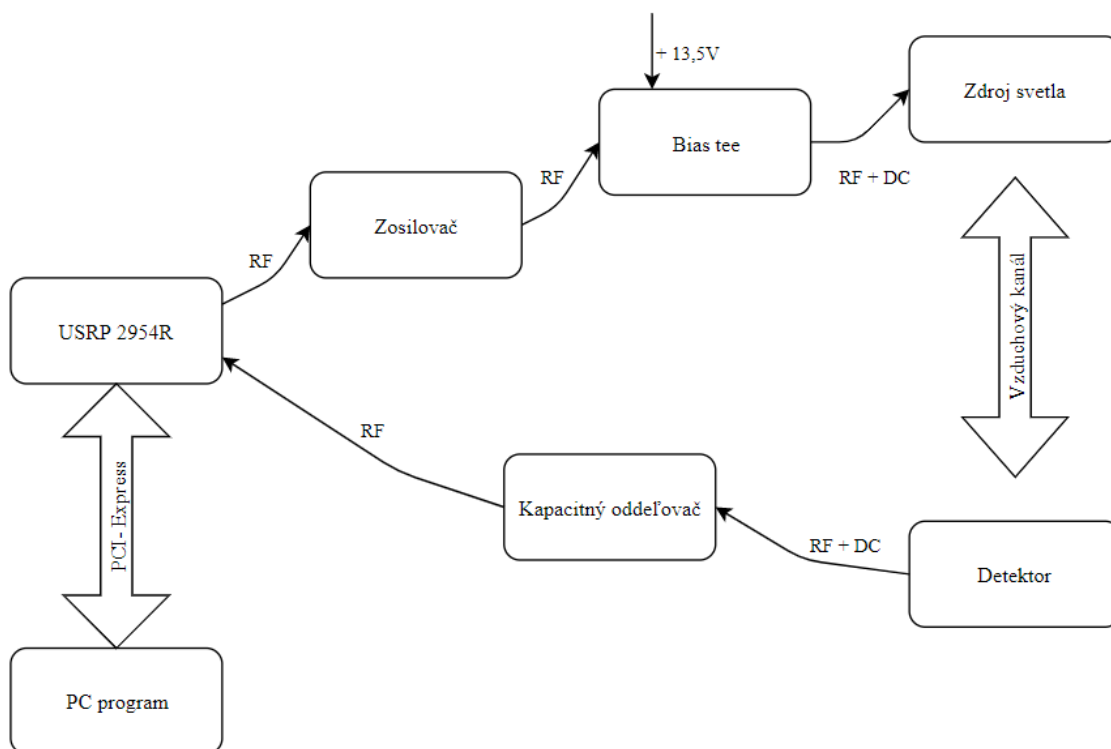 + 13,5V
Zdroj svetla
Bias tee
RF
RF + DC
Zosilovač
RF
Vzduchový kanál
USRP 2954R
RF
Kapacitný oddeľovač
PCI- Express
RF + DC
Detektor
PC program